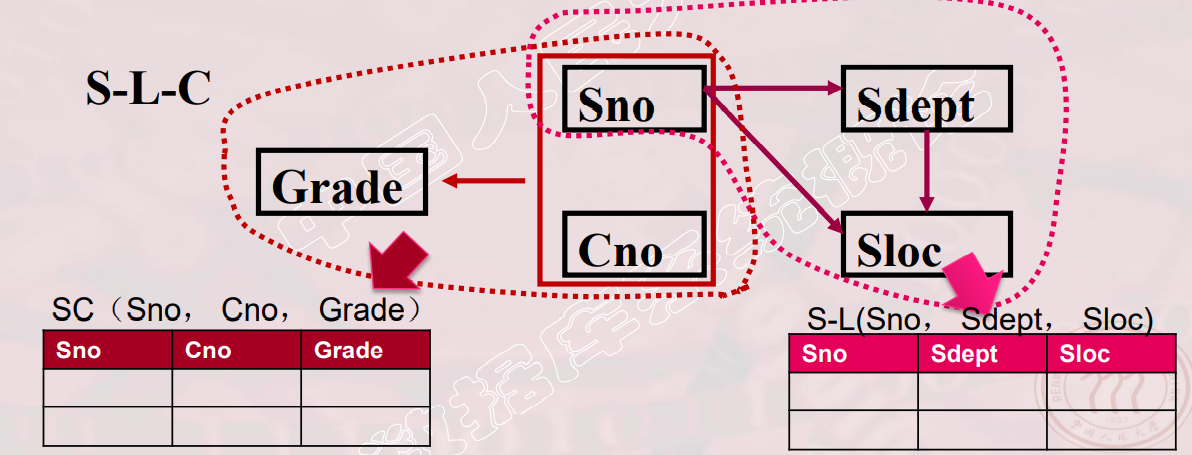 S-L-C
Sno
Sdept
Grade
Cno
Sloc
SC（Sno， Cno， Grade）
Sno Cno Grade
S-L(Sno， Sdept， Sloc)
Sno Sdept Sloc